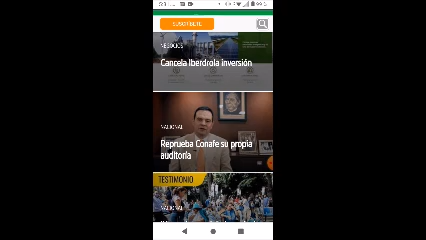 SUSCRÍBETE
NEGOCIOS
Cancela Iberdrola inversión
NACIONAL
Reprueba Conafe su propia
auditoría
TESTIMONIO
NACIONAL